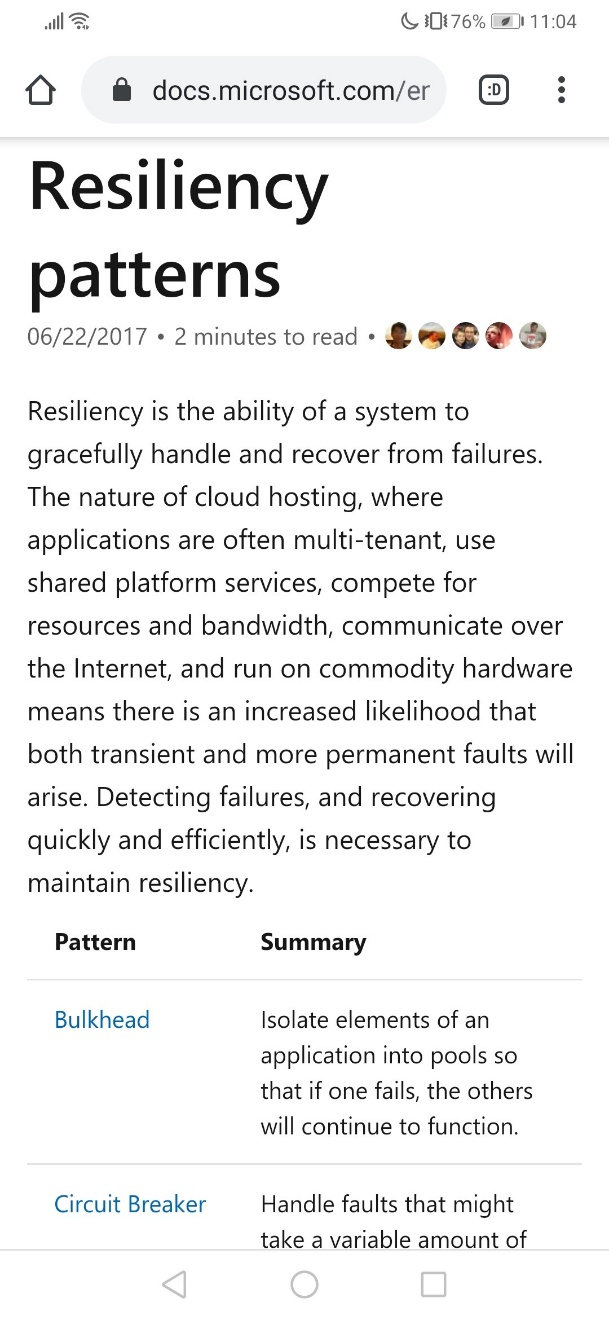 76% 11:04
docs.microsoft.com/er
:D
Resiliency
patterns
06/22/2017 • 2 minutes to read •
Resiliency is the ability of a system to
gracefully handle and recover from failures.
The nature of cloud hosting, where
applications are often multi-tenant, use
shared platform services, compete for
resources and bandwidth, communicate over
the Internet, and run on commodity hardware
means there is an increased likelihood that
both transient and more permanent faults will
arise. Detecting failures, and recovering
quickly and efficiently, is necessary to
maintain resiliency.
Pattern Summary
Bulkhead Isolate elements of an
application into pools so
that if one fails, the others
will continue to function.
Circuit Breaker Handle faults that might
take a variable amount of